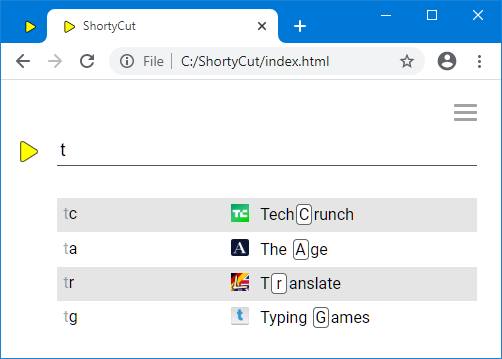 ShortyCut
File | C:/ShortyCut/index.html
t
tc TC TechCrunch
ta A The Age
tr Translate
tg t Typing Games